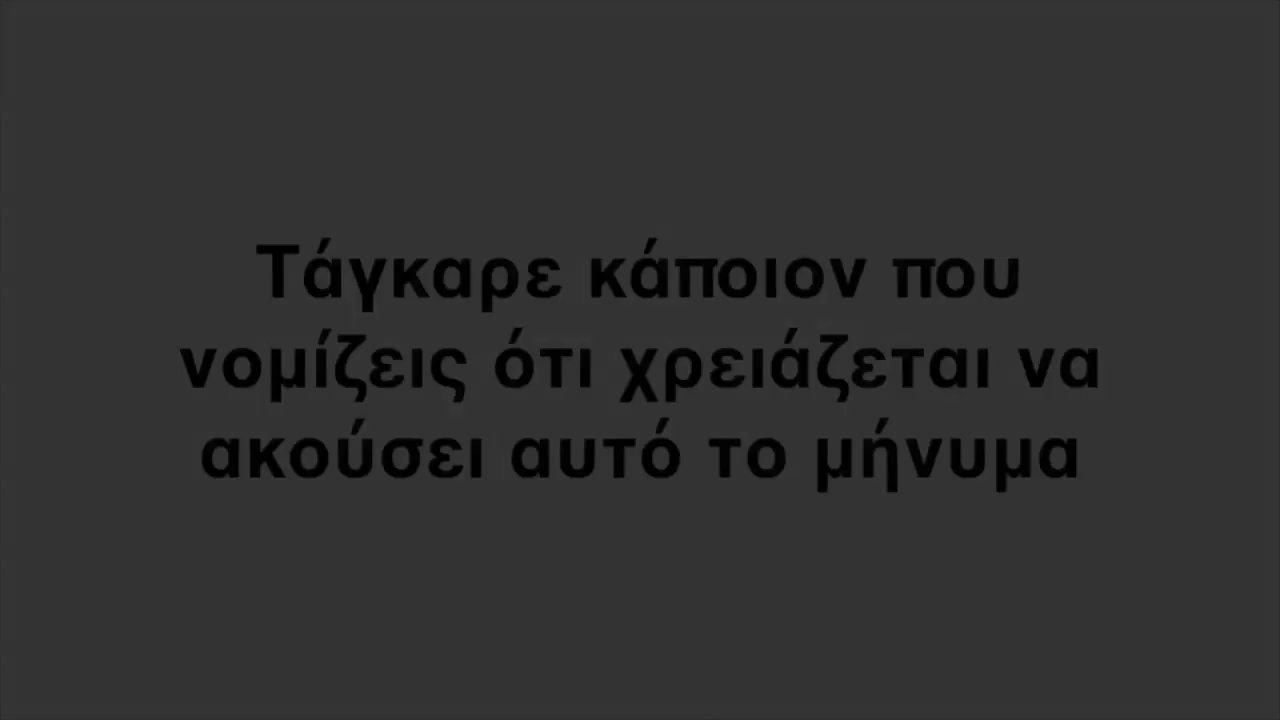 Τάγκαρε κάποιον που
νομίζεις ότι χρειάζεται να
ακούσει αυτό το μήνυμα